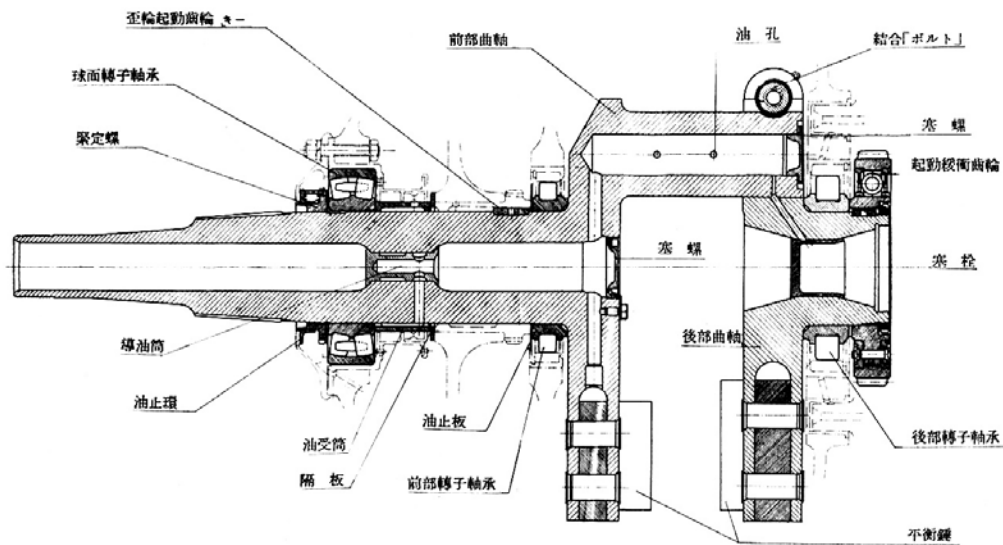 歪輪起動齒輪 きー
前部曲軸
油孔
結合「ボルト」
球面轉子軸承
緊定螺
塞螺
起動緩衝齒輪
塞螺
塞栓
導油筒
後部曲軸
油止環
油受筒
油止板
後部轉子軸承
隔板
前部轉子軸承
平衡錘